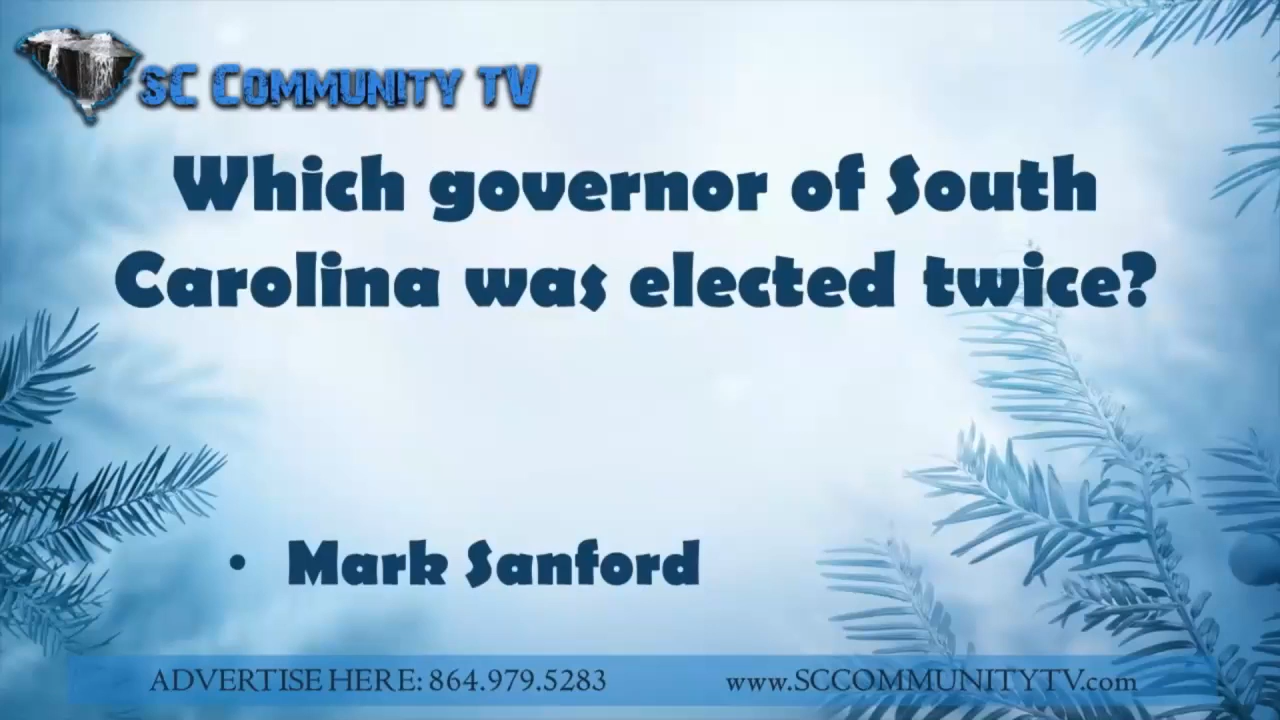 SC COMMUNITY TV
Which governor of South
Carolina was elected twice?
• Mark Sanford
ADVERTISE HERE: 864.979.5283
www.SCCOMMUNITYTV.com